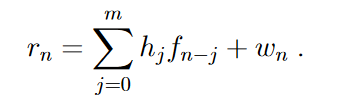 r_n = \sum_{j=0}^{m} h_j f_{n-j} + w_n .